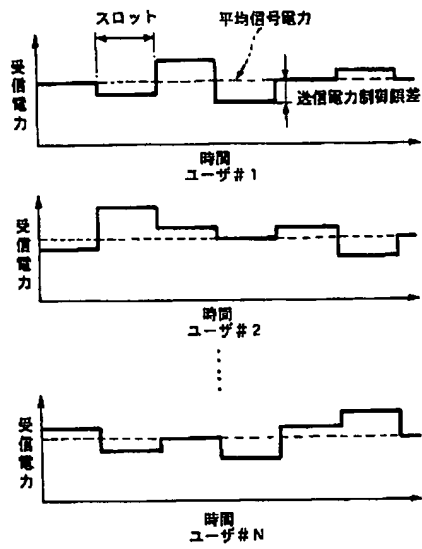 スロット
平均信号電力
受信電力
送信電力制御誤差
時間
ユーザ#1
受信電力
時間
ユーザ#2
受信電力
時間
ユーザ#N